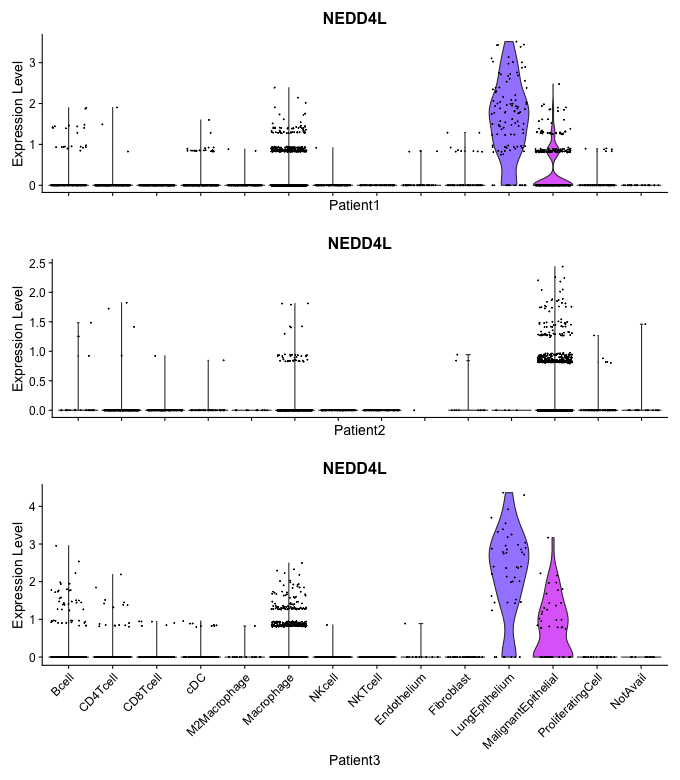 NEDD4L
Expression Level
3
2
1
0
Patient1
NEDD4L
Expression Level
2.5
2.0
1.5
1.0
0.5
0.0
Patient2
NEDD4L
Expression Level
4
3
2
1
0
Bcell
CD4Tcell
CD8Tcell
cDC
M2Macrophage
Macrophage
NKcell
NKTcell
Endothelium
Fibroblast
LungEpithelium
MalignantEpithelial
ProliferatingCell
NotAvail
Patient3